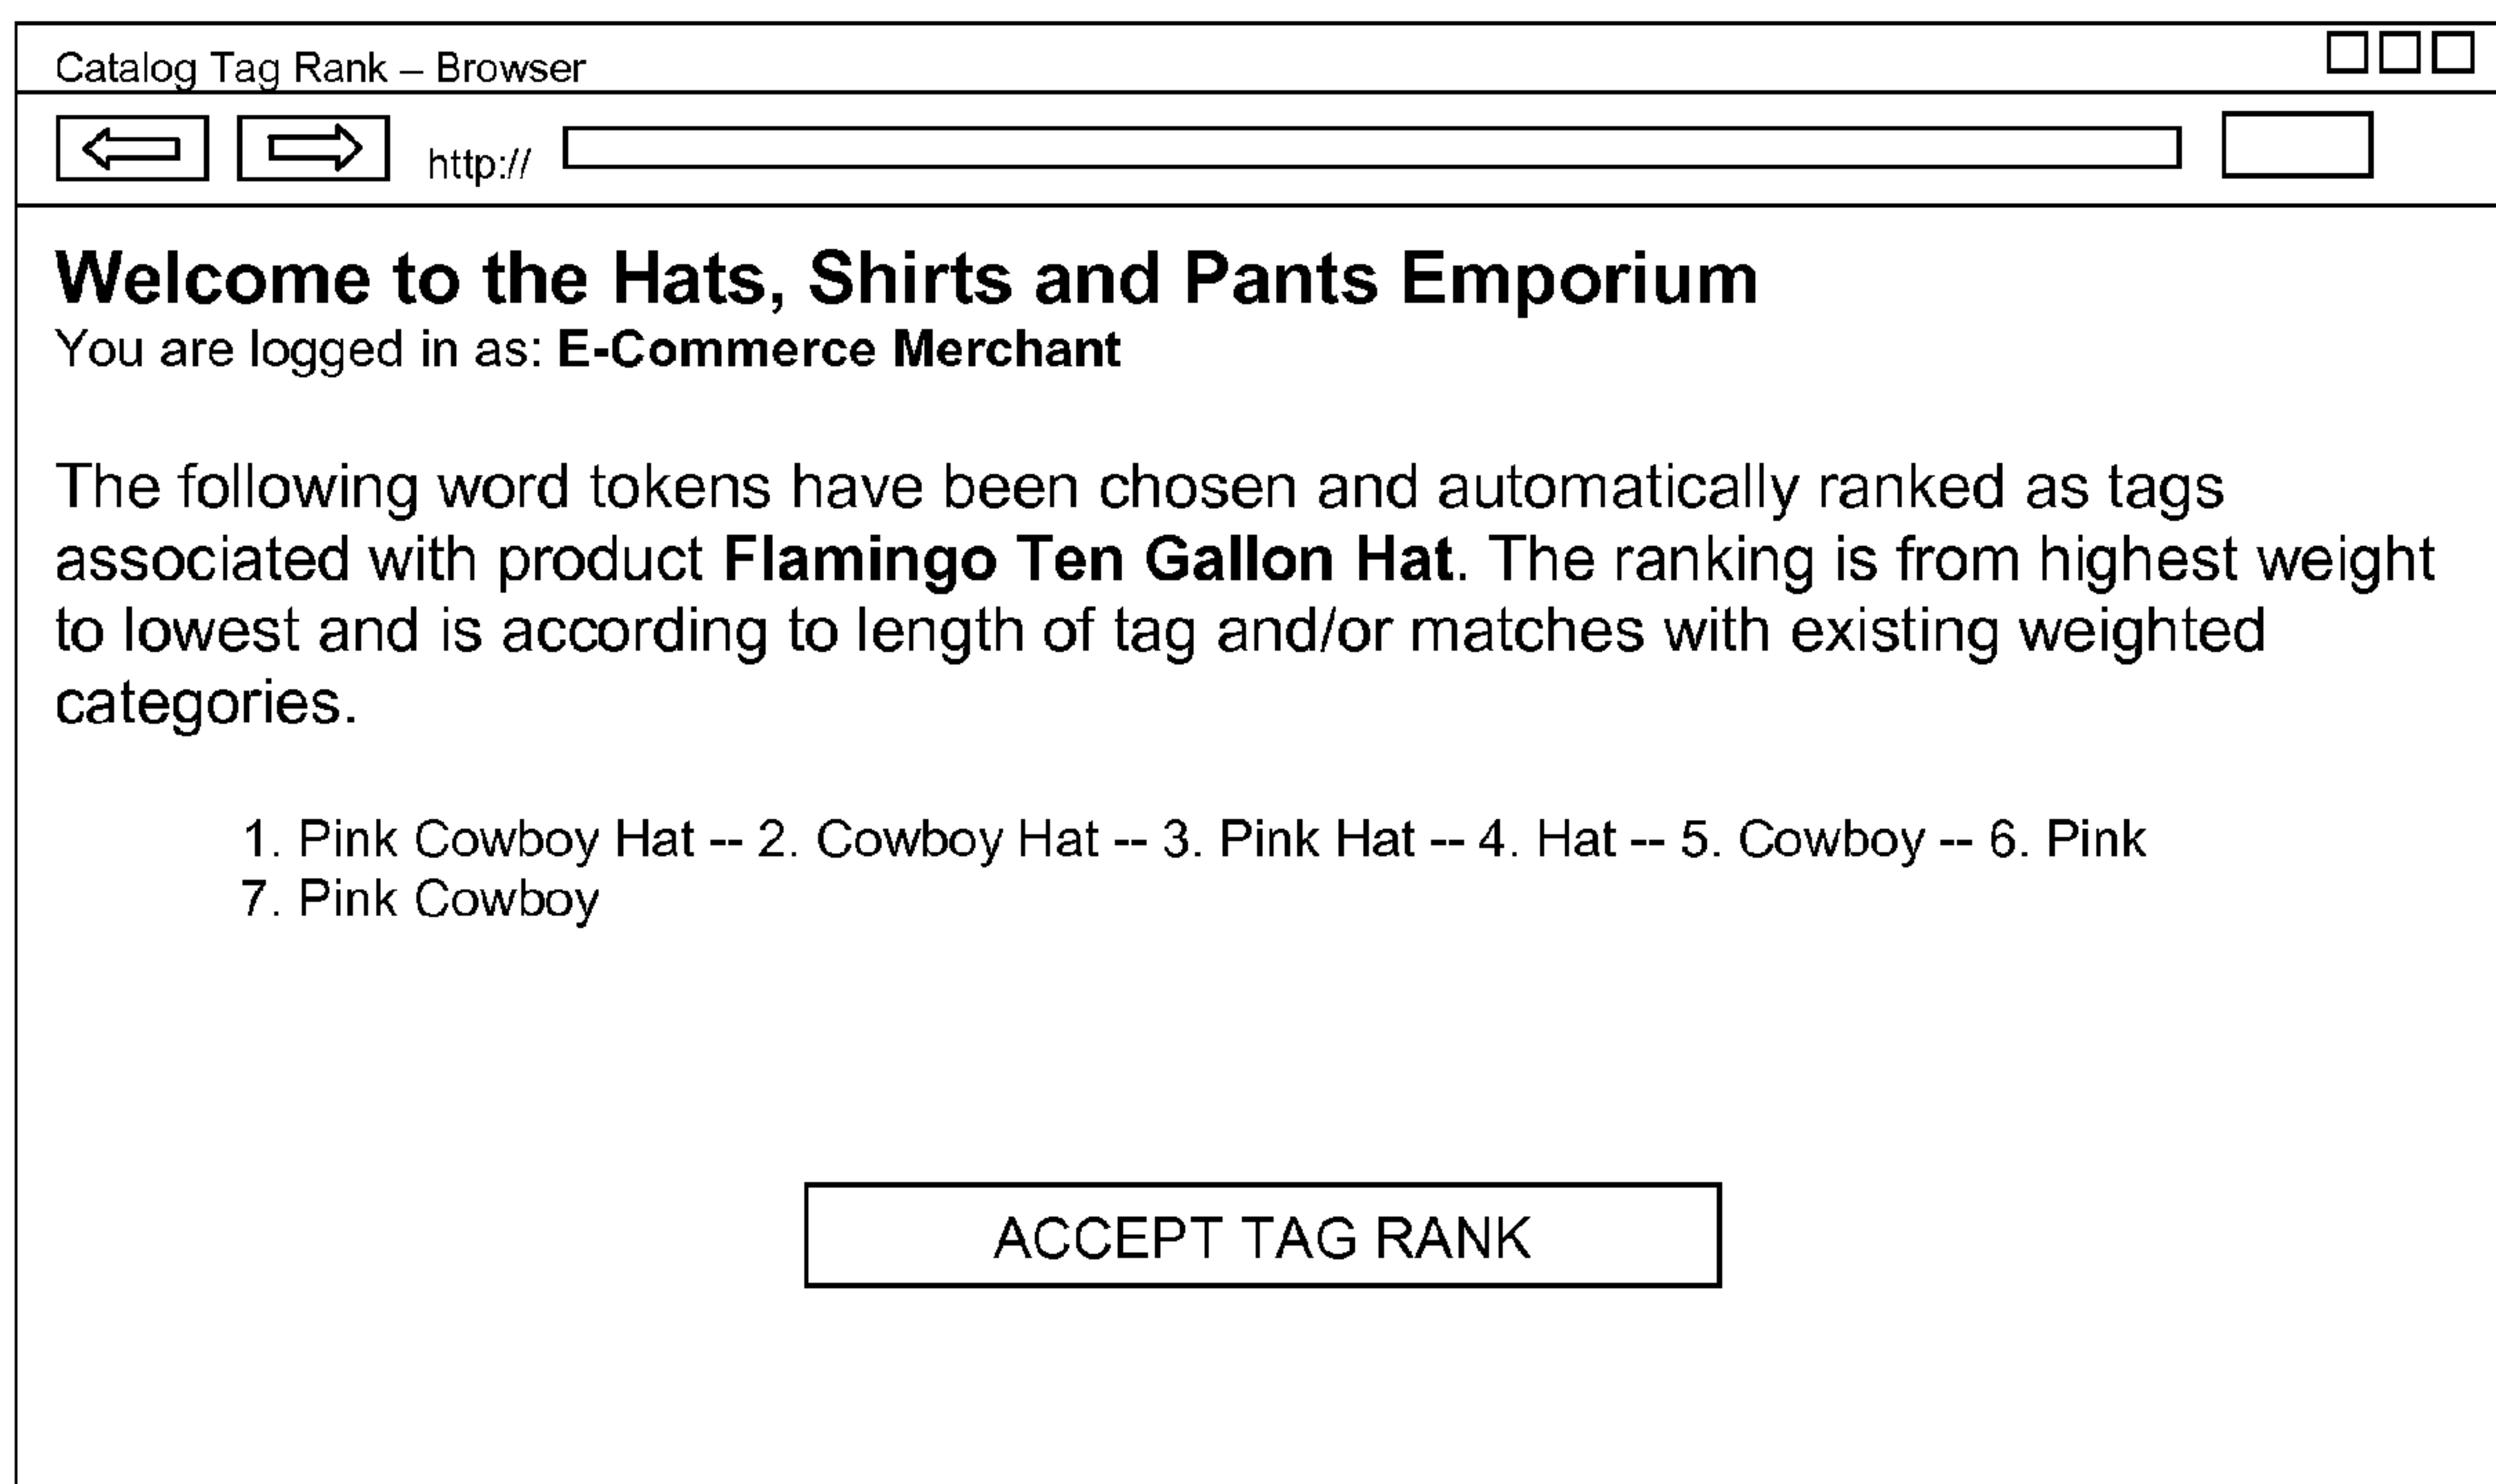 Catalog Tag Rank – Browser
http://
Welcome to the Hats, Shirts and Pants Emporium
You are logged in as: E-Commerce Merchant
The following word tokens have been chosen and automatically ranked as tags
associated with product Flamingo Ten Gallon Hat. The ranking is from highest weight
to lowest and is according to length of tag and/or matches with existing weighted
categories.
1. Pink Cowboy Hat -- 2. Cowboy Hat -- 3. Pink Hat -- 4. Hat -- 5. Cowboy -- 6. Pink
7. Pink Cowboy
ACCEPT TAG RANK